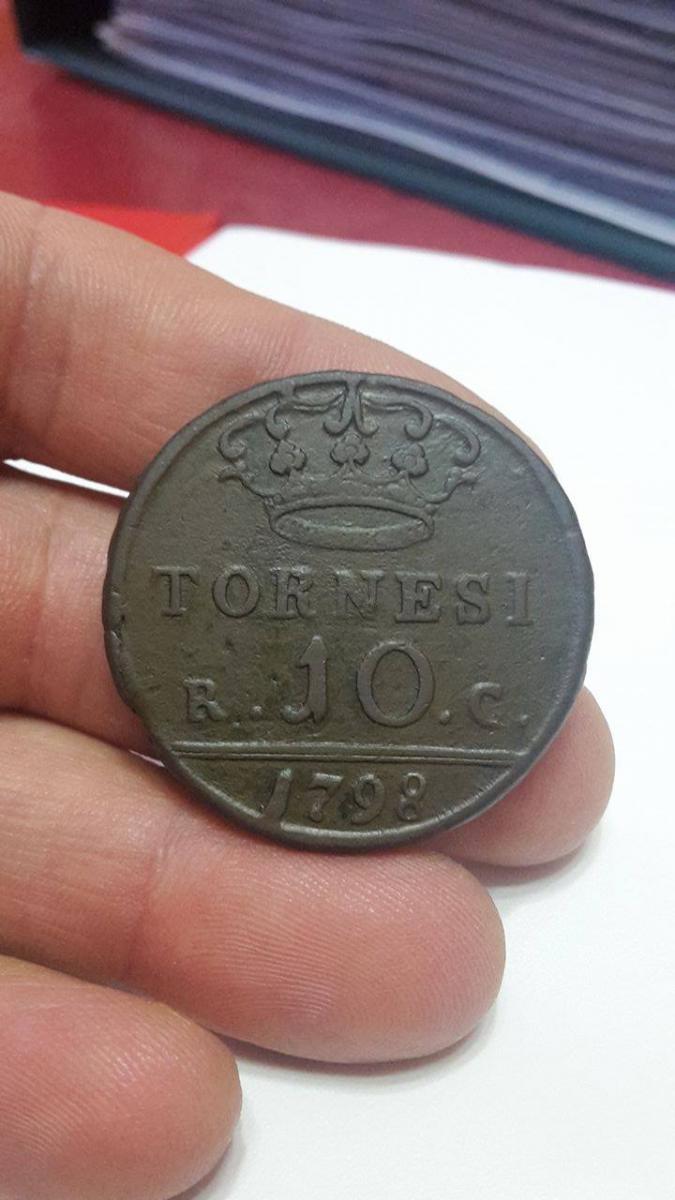 TORNESI
R. 10 . C.
1798